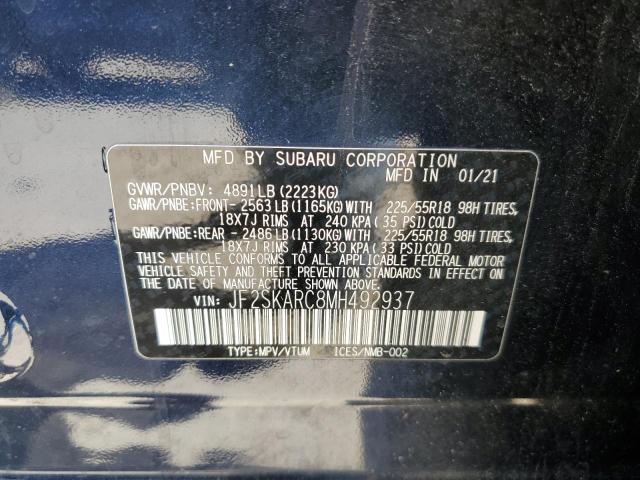 MFD BY SUBARU CORPORATION
MFD IN 01/21
GVWR/PNBV: 4891LB (2223KG)
GAWR/PNBE: FRONT- 2563LB (1165KG) WITH 225/55R18 98H TIRES,
18X7J RIMS AT 240 KPA (35 PSI) COLD
GAWR/PNBE: REAR - 2486LB (1130KG) WITH 225/55R18 98H TIRES,
18X7J RIMS AT 230 KPA (33 PSI) COLD
THIS VEHICLE CONFORMS TO ALL APPLICABLE FEDERAL MOTOR
VEHICLE SAFETY AND THEFT PREVENTION STANDARDS IN EFFECT ON
THE DATE OF MANUFACTURE SHOWN ABOVE.
VIN: JF2SKARC8MH492937
TYPE: MPV/VTUM ICES/NMB-002